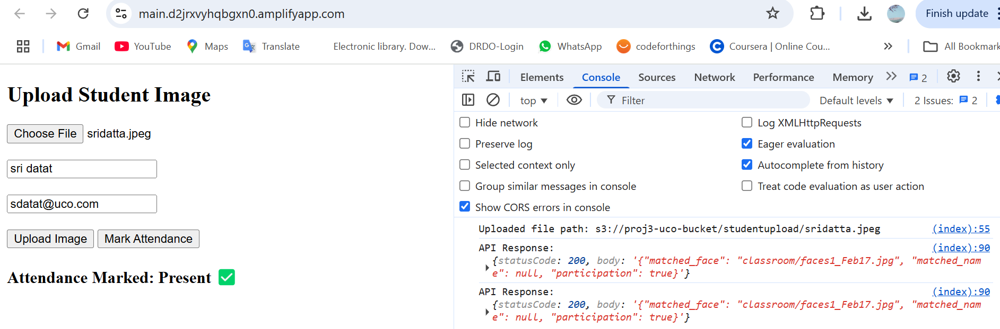 main.d2jrxvyhqbgxn0.amplifyapp.com
Finish update
Gmail
YouTube
Maps
Translate
Electronic library. Dow...
DRDO-Login
WhatsApp
codeforthings
Coursera | Online Cou...
All Bookmark
Upload Student Image
Choose File sridatta.jpeg
sri datat
sdatat@uco.com
Upload Image Mark Attendance
Attendance Marked: Present ✅
Elements Console Sources Network Performance Memory 2
top Filter Default levels 2 Issues: 2
Hide network Log XMLHttpRequests
Preserve log Eager evaluation
Selected context only Autocomplete from history
Group similar messages in console Treat code evaluation as user action
Show CORS errors in console
Uploaded file path: s3://proj3-uco-bucket/studentupload/sridatta.jpeg (index):55
API Response: (index):90
{statusCode: 200, body: '{"matched_face": "classroom/faces1_Feb17.jpg", "matched_nam
e": null, "participation": true}'}
API Response: (index):90
{statusCode: 200, body: '{"matched_face": "classroom/faces1_Feb17.jpg", "matched_nam
e": null, "participation": true}'}